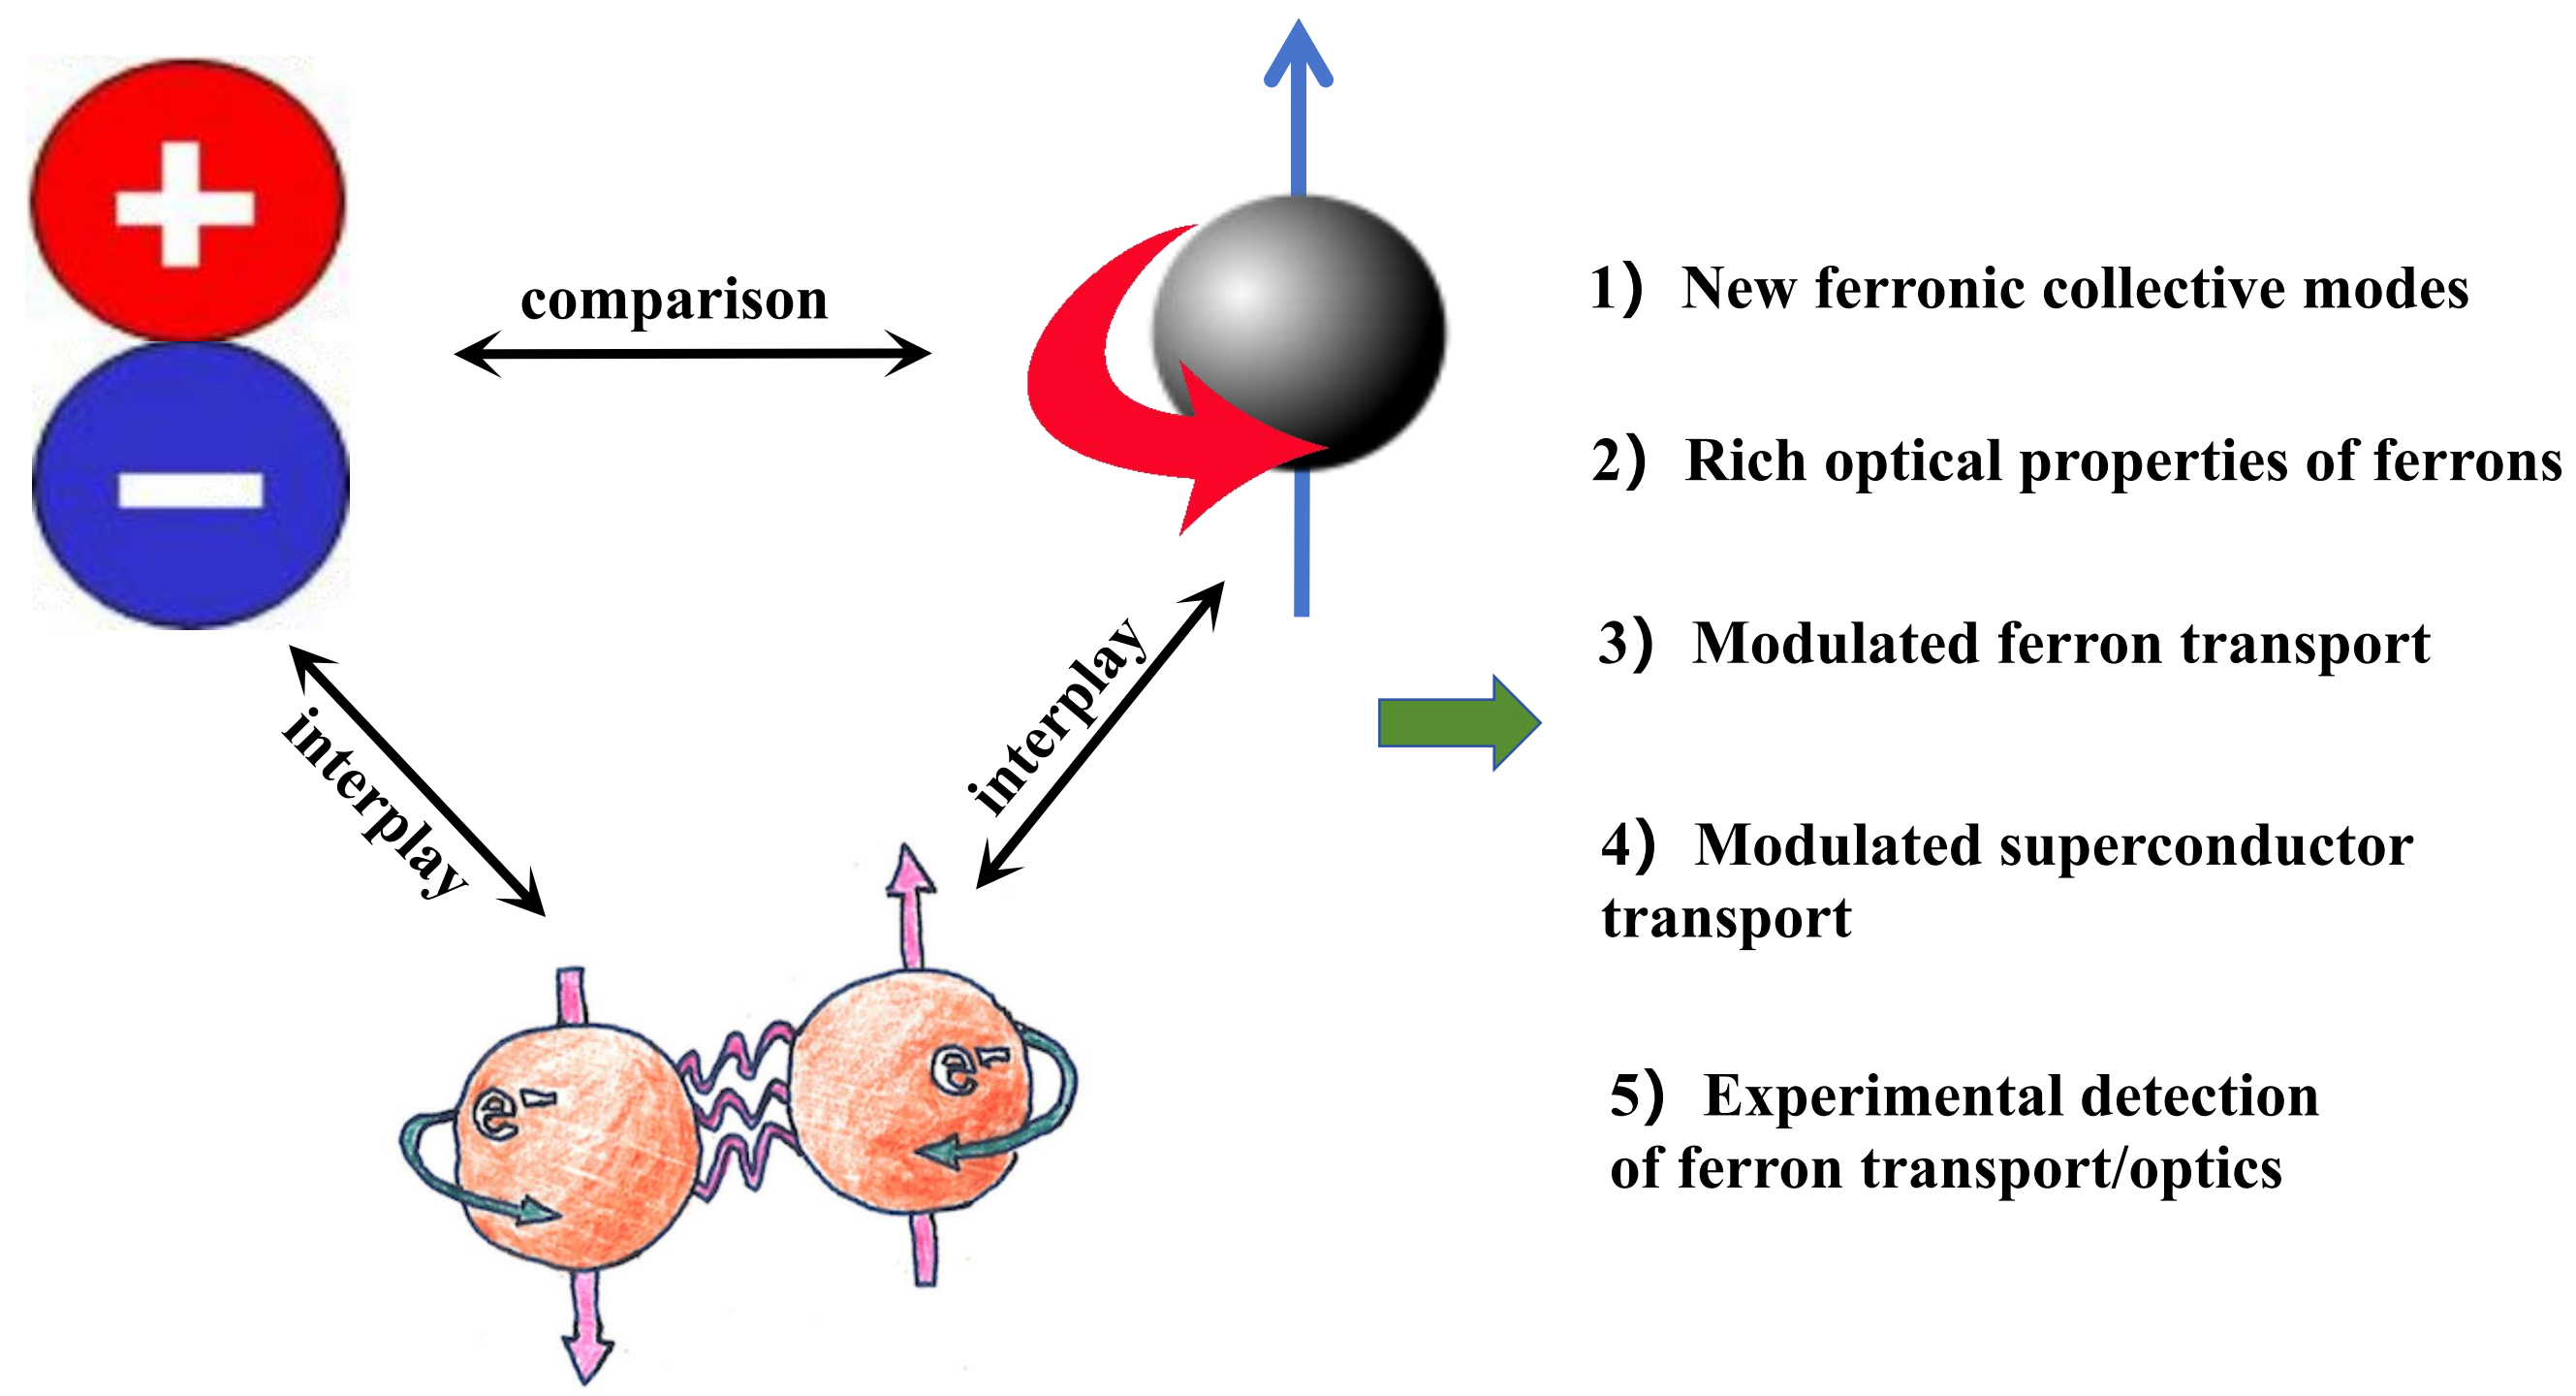 +
−
comparison
interplay
interplay
e-
e-
1）New ferronic collective modes
2）Rich optical properties of ferrons
3）Modulated ferron transport
4）Modulated superconductor
transport
5）Experimental detection
of ferron transport/optics